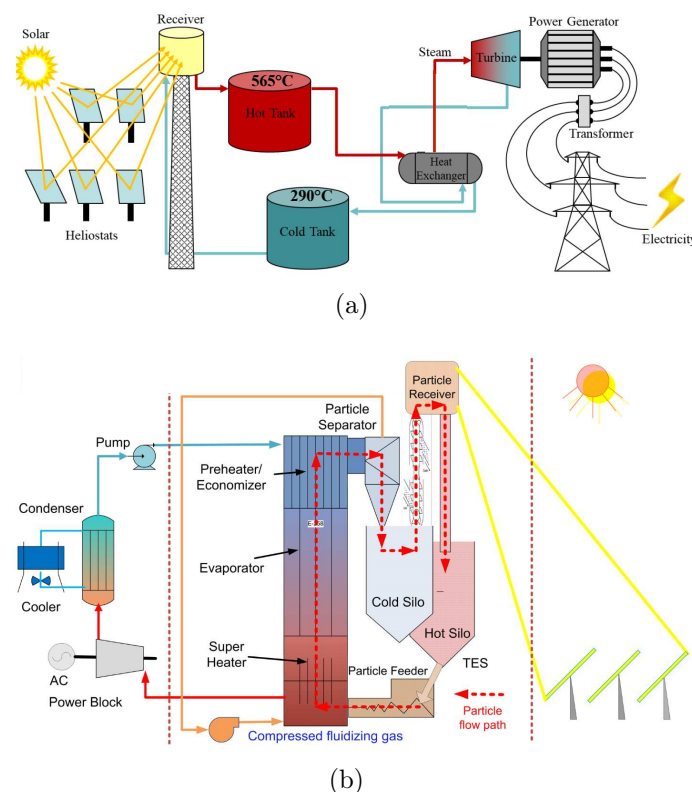 Solar
Receiver
Steam
Power Generator
565°C
Hot Tank
Turbine
Transformer
Heat
Exchanger
290°C
Cold Tank
Heliostats
Electricity
(a)
Particle
Receiver
Particle
Separator
Pump
Preheater/
Economizer
Condenser
Evaporator
Cooler
Cold Silo
Hot Silo
Super
Heater
TES
AC
Particle Feeder
Power Block
Particle
flow path
Compressed fluidizing gas
(b)